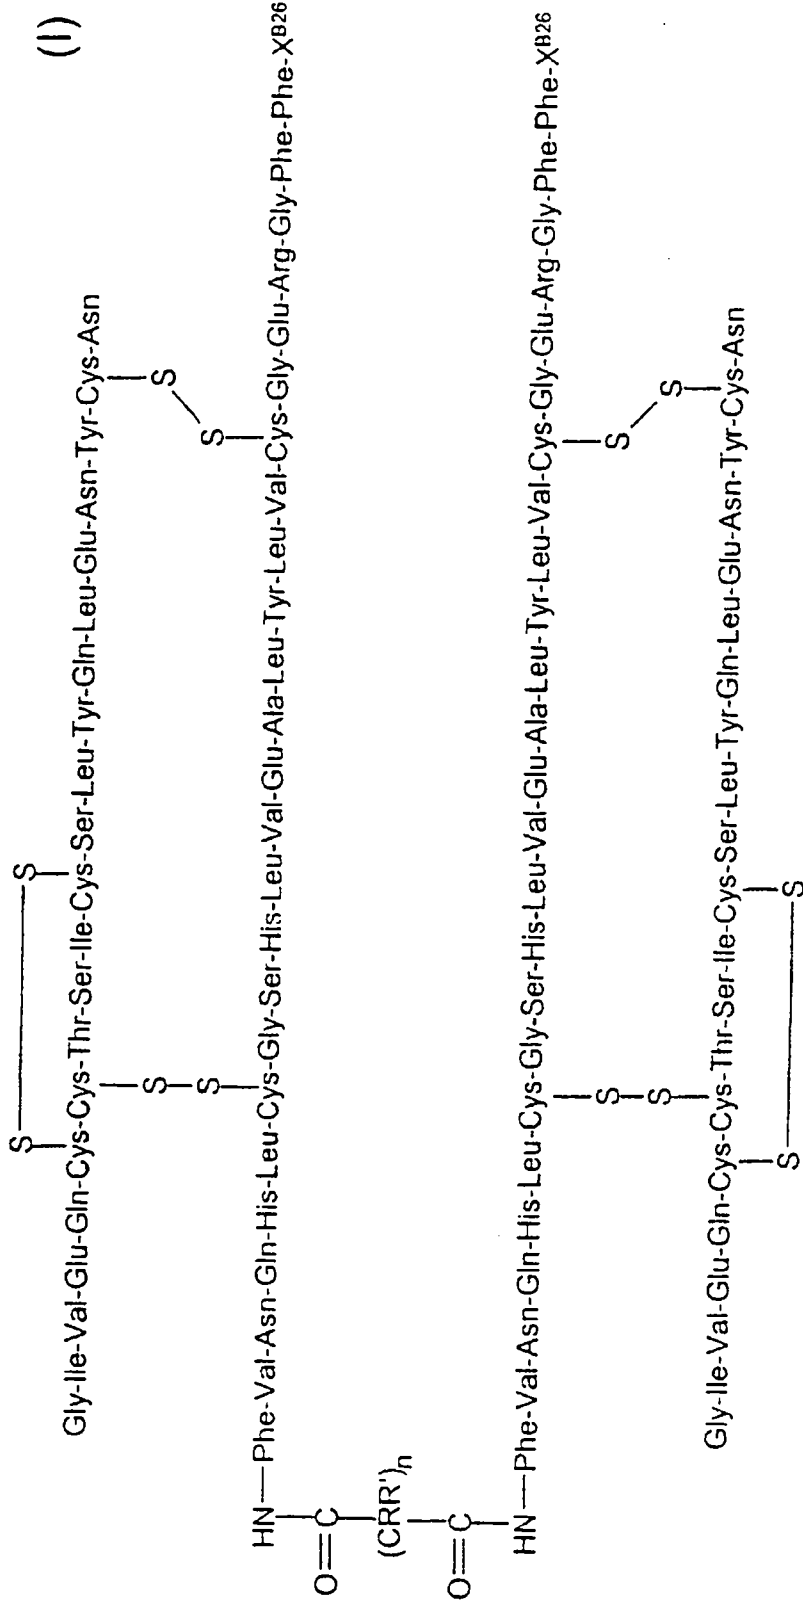 (I)
S S
Gly-Ile-Val-Glu-Gln-Cys-Cys-Thr-Ser-Ile-Cys-Ser-Leu-Tyr-Gln-Leu-Glu-Asn-Tyr-Cys-Asn
S S
S S
HN Phe-Val-Asn-Gln-His-Leu-Cys-Gly-Ser-His-Leu-Val-Glu-Ala-Leu-Tyr-Leu-Val-Cys-Gly-Glu-Arg-Gly-Phe-Phe-X^B26
O=C
(CRR')n
O=C
HN Phe-Val-Asn-Gln-His-Leu-Cys-Gly-Ser-His-Leu-Val-Glu-Ala-Leu-Tyr-Leu-Val-Cys-Gly-Glu-Arg-Gly-Phe-Phe-X^B26
S S
S S
Gly-Ile-Val-Glu-Gln-Cys-Cys-Thr-Ser-Ile-Cys-Ser-Leu-Tyr-Gln-Leu-Glu-Asn-Tyr-Cys-Asn
S S